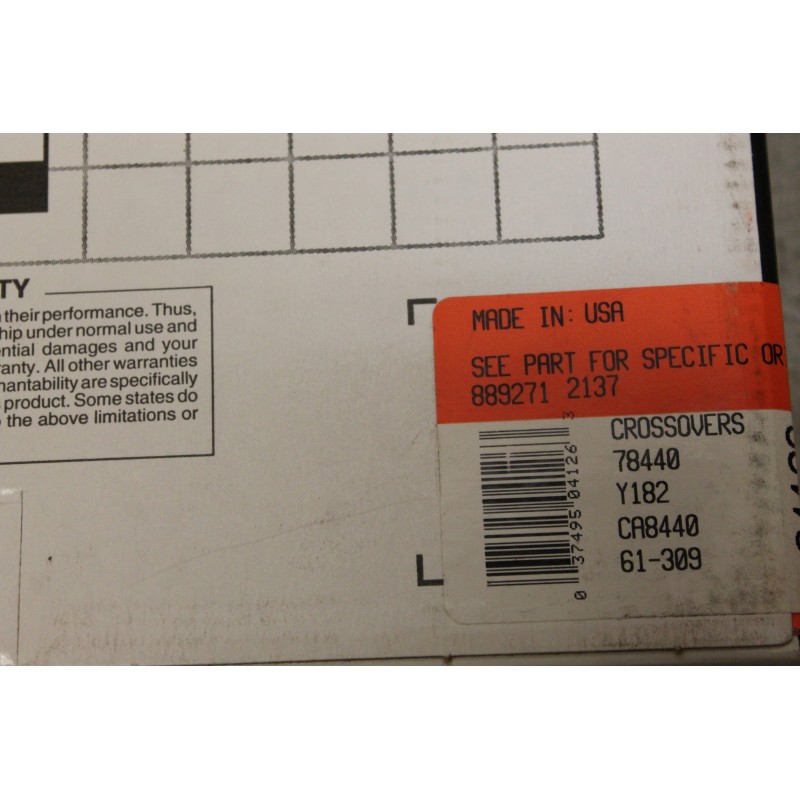 TY
their performance. Thus,
hip under normal use and
ential damages and your
ranty. All other warranties
hantability are specifically
product. Some states do
the above limitations or
MADE IN: USA
SEE PART FOR SPECIFIC OR
889271 2137
CROSSOVERS
78440
Y182
CA8440
61-309
0 37495 04126 3